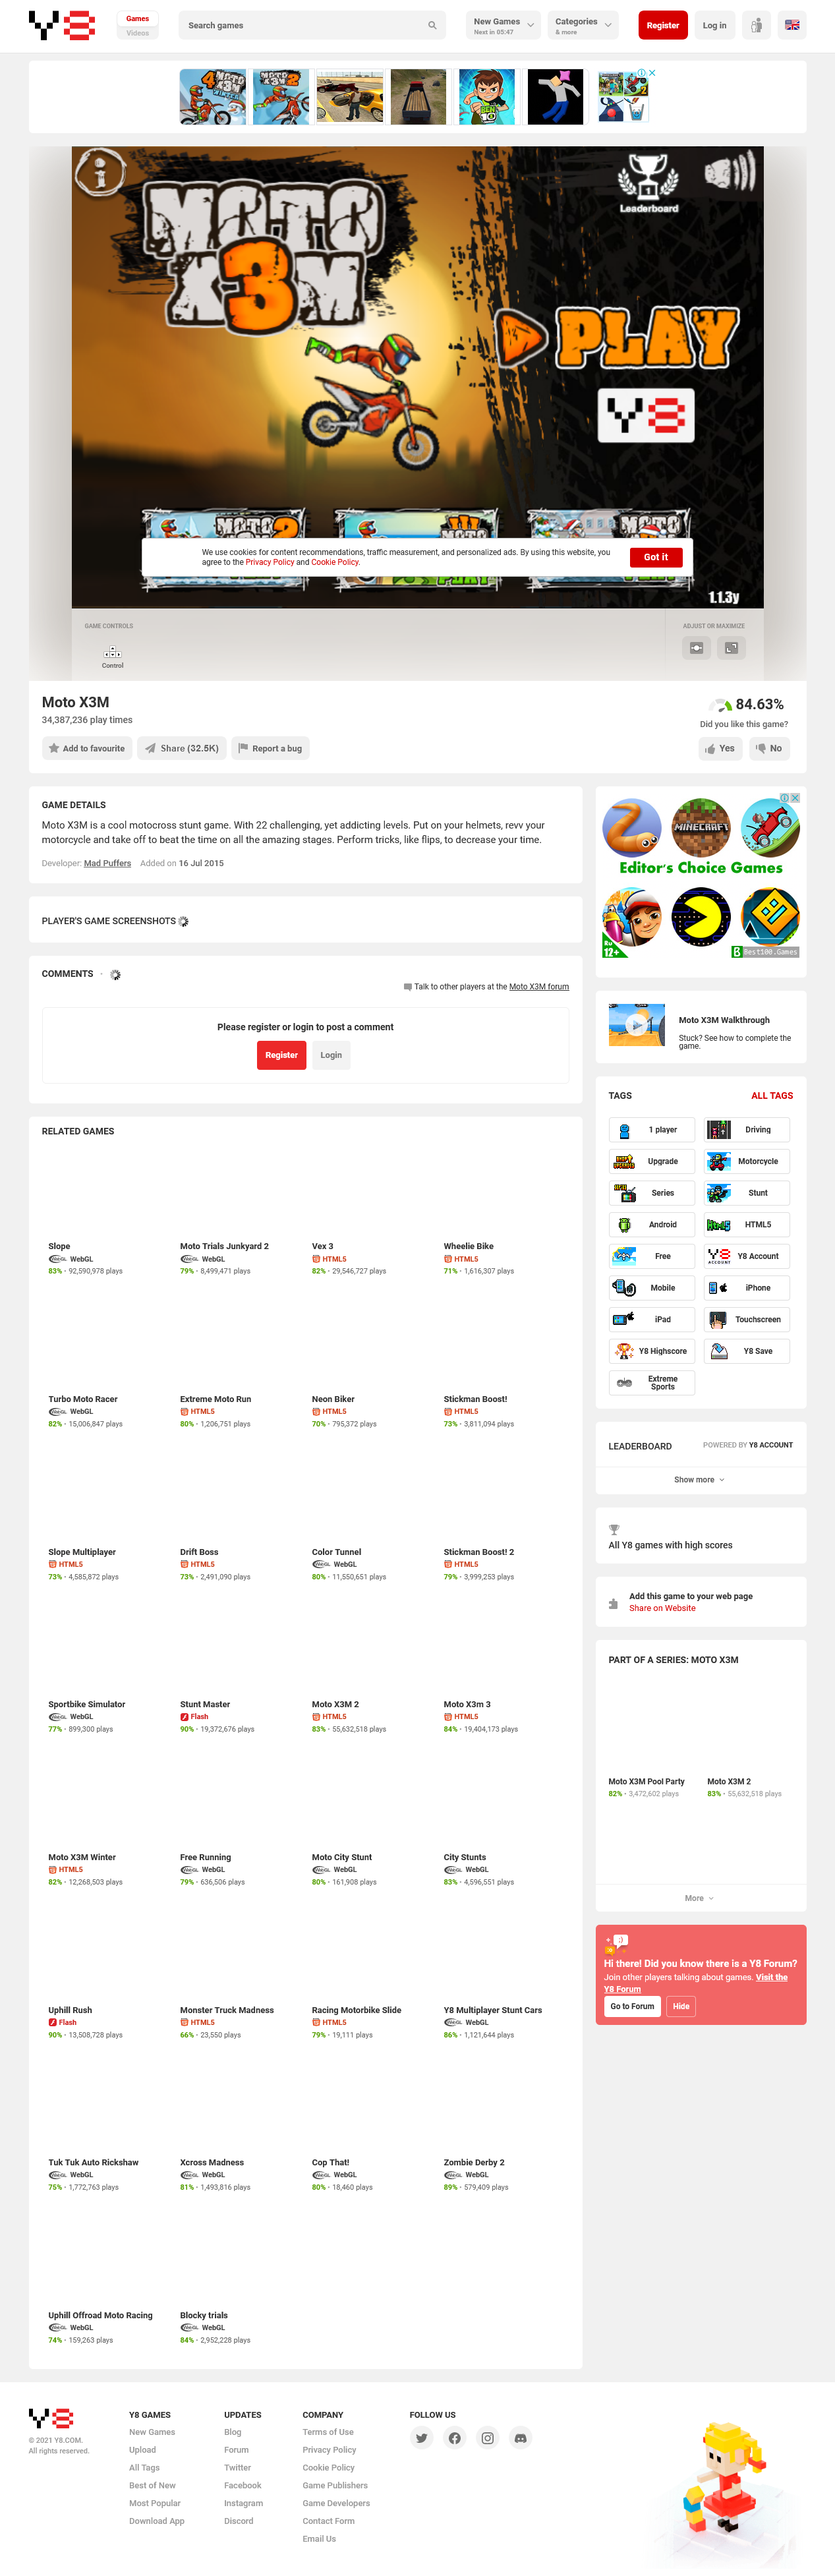 Y8
Games
Videos
Search games
New Games
Next in 05:47
Categories
& more
Register
Log in
4 MOTO X3M WINTER
MOTO X3M 2
BEN 10
i
MOTO X3M
1
Leaderboard
PLAY
Y8
MOTO X3M 2
MOTO
MOTO
We use cookies for content recommendations, traffic measurement, and personalized ads. By using this website, you
agree to the Privacy Policy and Cookie Policy.
Got it
1.1.3y
GAME CONTROLS
Control
ADJUST OR MAXIMIZE
Moto X3M
34,387,236 play times
84.63%
Did you like this game?
Add to favourite
Share (32.5K)
Report a bug
Yes
No
GAME DETAILS
Moto X3M is a cool motocross stunt game. With 22 challenging, yet addicting levels. Put on your helmets, revv your
motorcycle and take off to beat the time on all the amazing stages. Perform tricks, like flips, to decrease your time.
Developer: Mad Puffers Added on 16 Jul 2015
PLAYER'S GAME SCREENSHOTS
COMMENTS
Talk to other players at the Moto X3M forum
Please register or login to post a comment
Register
Login
RELATED GAMES
Slope
WebGL
83% • 92,590,978 plays
Moto Trials Junkyard 2
WebGL
79% • 8,499,471 plays
Vex 3
HTML5
82% • 29,546,727 plays
Wheelie Bike
HTML5
71% • 1,616,307 plays
Turbo Moto Racer
WebGL
82% • 15,006,847 plays
Extreme Moto Run
HTML5
80% • 1,206,751 plays
Neon Biker
HTML5
70% • 795,372 plays
Stickman Boost!
HTML5
73% • 3,811,094 plays
Slope Multiplayer
HTML5
73% • 4,585,872 plays
Drift Boss
HTML5
73% • 2,491,090 plays
Color Tunnel
WebGL
80% • 11,550,651 plays
Stickman Boost! 2
HTML5
79% • 3,999,253 plays
Sportbike Simulator
WebGL
77% • 899,300 plays
Stunt Master
Flash
90% • 19,372,676 plays
Moto X3M 2
HTML5
83% • 55,632,518 plays
Moto X3m 3
HTML5
84% • 19,404,173 plays
Moto X3M Winter
HTML5
82% • 12,268,503 plays
Free Running
WebGL
79% • 636,506 plays
Moto City Stunt
WebGL
80% • 161,908 plays
City Stunts
WebGL
83% • 4,596,551 plays
Uphill Rush
Flash
90% • 13,508,728 plays
Monster Truck Madness
HTML5
66% • 23,550 plays
Racing Motorbike Slide
HTML5
79% • 19,111 plays
Y8 Multiplayer Stunt Cars
WebGL
86% • 1,121,644 plays
Tuk Tuk Auto Rickshaw
WebGL
75% • 1,772,763 plays
Xcross Madness
WebGL
81% • 1,493,816 plays
Cop That!
WebGL
80% • 18,460 plays
Zombie Derby 2
WebGL
89% • 579,409 plays
Uphill Offroad Moto Racing
WebGL
74% • 159,263 plays
Blocky trials
WebGL
84% • 2,952,228 plays
MINECRAFT
Editor's Choice Games
12+
B Best100.Games
Moto X3M Walkthrough
Stuck? See how to complete the
game.
TAGS
ALL TAGS
1 player
Driving
Upgrade
Motorcycle
Series
Stunt
Android
HTML5
Free
Y8 Account
Mobile
iPhone
iPad
Touchscreen
Y8 Highscore
Y8 Save
Extreme
Sports
LEADERBOARD
POWERED BY Y8 ACCOUNT
Show more
All Y8 games with high scores
Add this game to your web page
Share on Website
PART OF A SERIES: MOTO X3M
Moto X3M Pool Party
82% • 3,472,602 plays
Moto X3M 2
83% • 55,632,518 plays
More
Hi there! Did you know there is a Y8 Forum?
Join other players talking about games. Visit the
Y8 Forum
Go to Forum
Hide
Y8
© 2021 Y8.COM.
All rights reserved.
Y8 GAMES
New Games
Upload
All Tags
Best of New
Most Popular
Download App
UPDATES
Blog
Forum
Twitter
Facebook
Instagram
Discord
COMPANY
Terms of Use
Privacy Policy
Cookie Policy
Game Publishers
Game Developers
Contact Form
Email Us
FOLLOW US